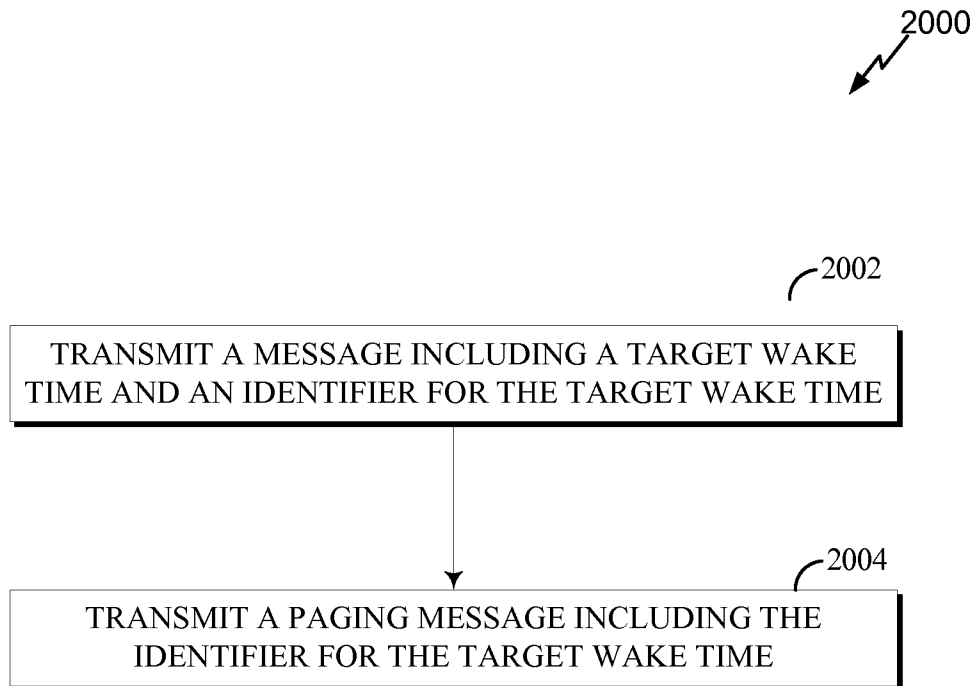 2000
2002
TRANSMIT A MESSAGE INCLUDING A TARGET WAKE
TIME AND AN IDENTIFIER FOR THE TARGET WAKE TIME
2004
TRANSMIT A PAGING MESSAGE INCLUDING THE
IDENTIFIER FOR THE TARGET WAKE TIME